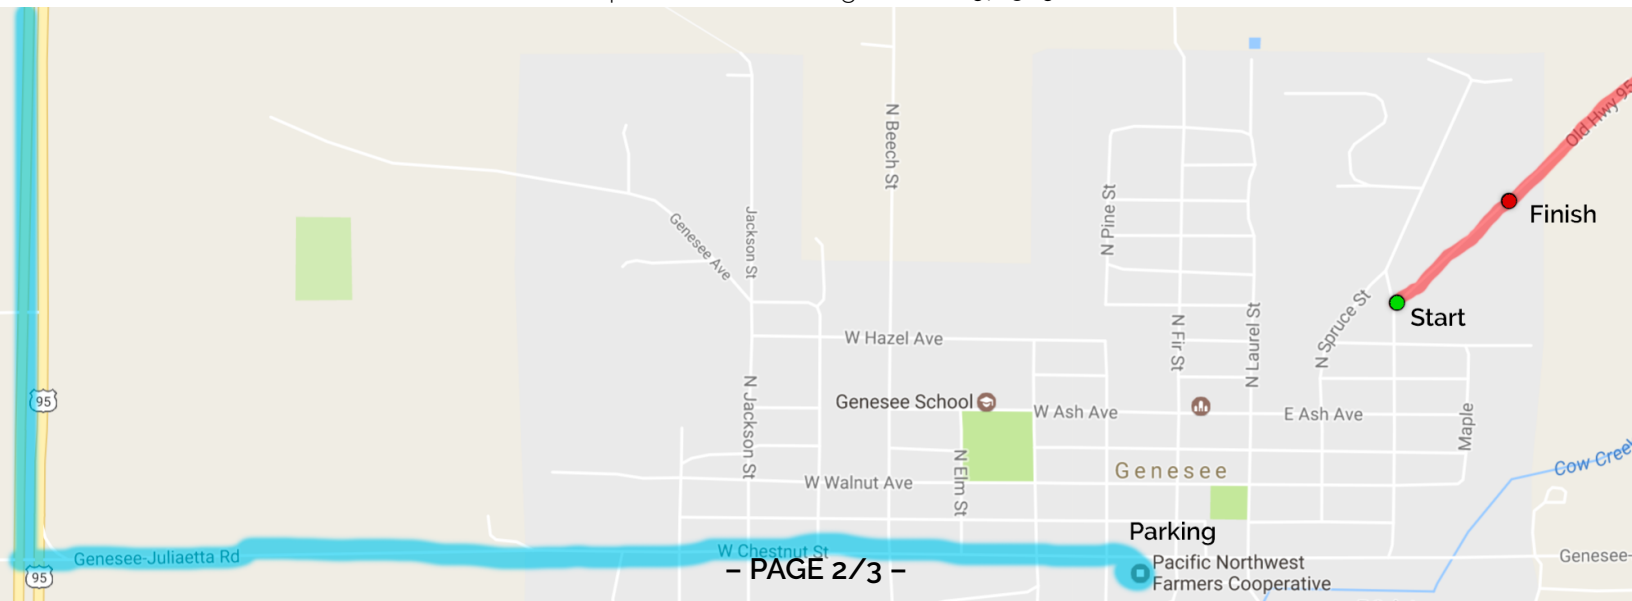 N Beech St
Old Hwy 95
Jackson St
Genesee Ave
N Pine St
Finish
Start
N Spruce St
N Laurel St
N Fir St
W Hazel Ave
95
N Jackson St
Genesee School
W Ash Ave
E Ash Ave
Maple
Genesee
Cow Creek
W Walnut Ave
N Elm St
Parking
Genesee-Juliaetta Rd
W Chestnut St
– PAGE 2/3 –
Pacific Northwest
Farmers Cooperative
Genesee-
95